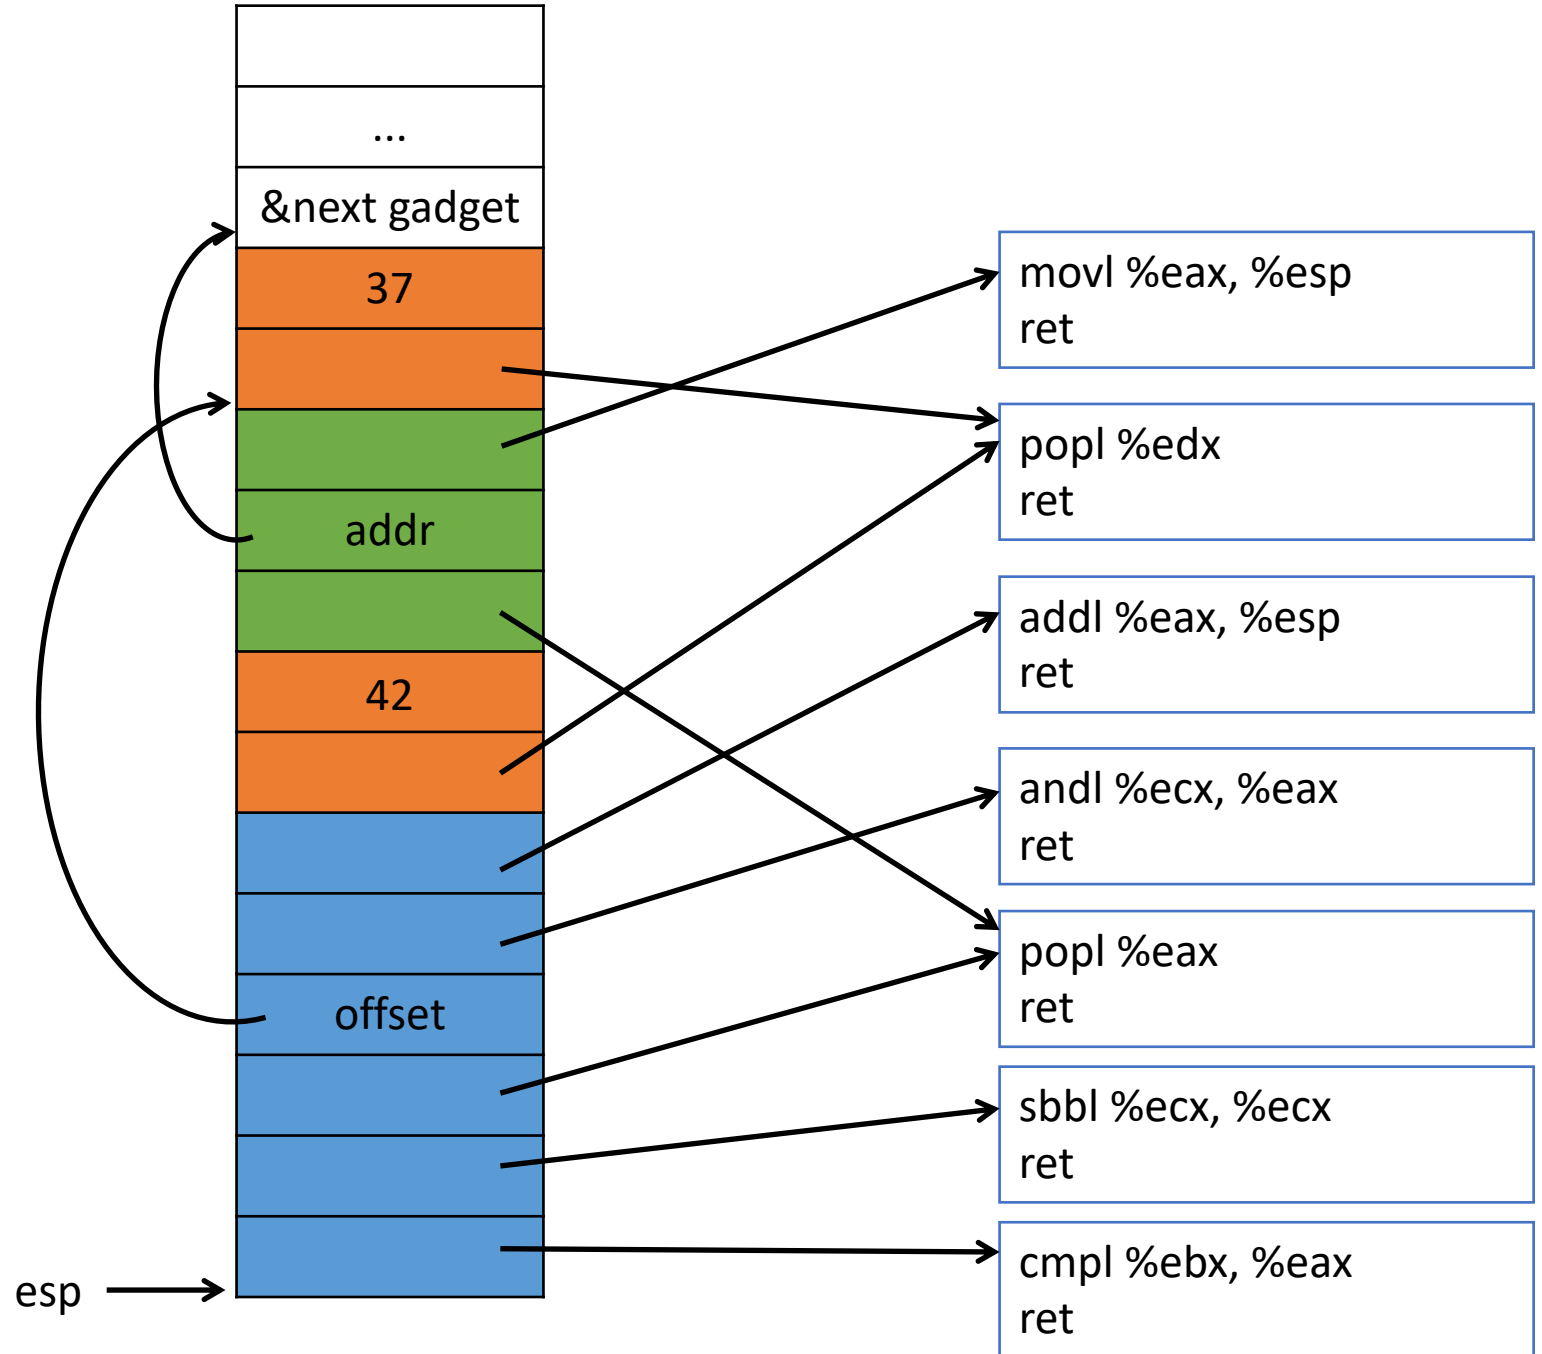 ...
&next gadget
37
addr
42
offset
esp
movl %eax, %esp
ret
popl %edx
ret
addl %eax, %esp
ret
andl %ecx, %eax
ret
popl %eax
ret
sbbl %ecx, %ecx
ret
cmpl %ebx, %eax
ret